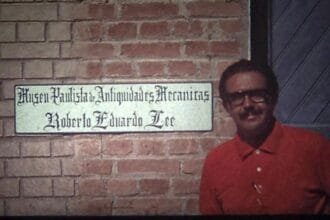 Museu Paulista de Antiguidades Mecanicas
Roberto Eduardo Lee